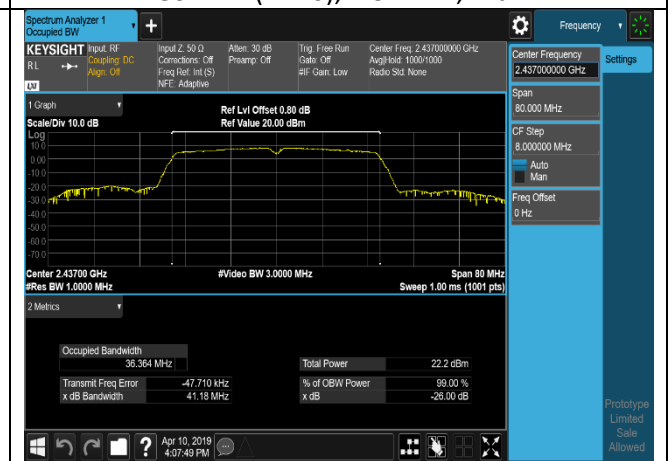 Spectrum Analyzer 1
Occupied BW
+
Frequency
KEYSIGHT
RL
LXI
Input: RF
Coupling: DC
Align: Off
Input Z: 50 Ω
Corrections: Off
Freq Ref: Int (S)
NFE: Adaptive
Atten: 30 dB
Preamp: Off
Trig: Free Run
Gate: Off
#IF Gain: Low
Center Freq: 2.437000000 GHz
Avg|Hold: 1000/1000
Radio Std: None
Center Frequency
2.437000000 GHz
Settings
Span
80.000 MHz
CF Step
8.000000 MHz
Auto
Man
Freq Offset
0 Hz
1 Graph
Scale/Div 10.0 dB
Ref Lvl Offset 0.80 dB
Ref Value 20.00 dBm
Log
10.0
0.00
-10.0
-20.0
-30.0
-40.0
-50.0
-60.0
-70.0
Center 2.43700 GHz
#Video BW 3.0000 MHz
Span 80 MHz
#Res BW 1.0000 MHz
Sweep 1.00 ms (1001 pts)
2 Metrics
Occupied Bandwidth
36.364 MHz
Total Power 22.2 dBm
Transmit Freq Error -47.710 kHz
% of OBW Power 99.00 %
x dB Bandwidth 41.18 MHz
x dB -26.00 dB
Prototype
Limited
Sale
Allowed
?
Apr 10, 2019
4:07:49 PM